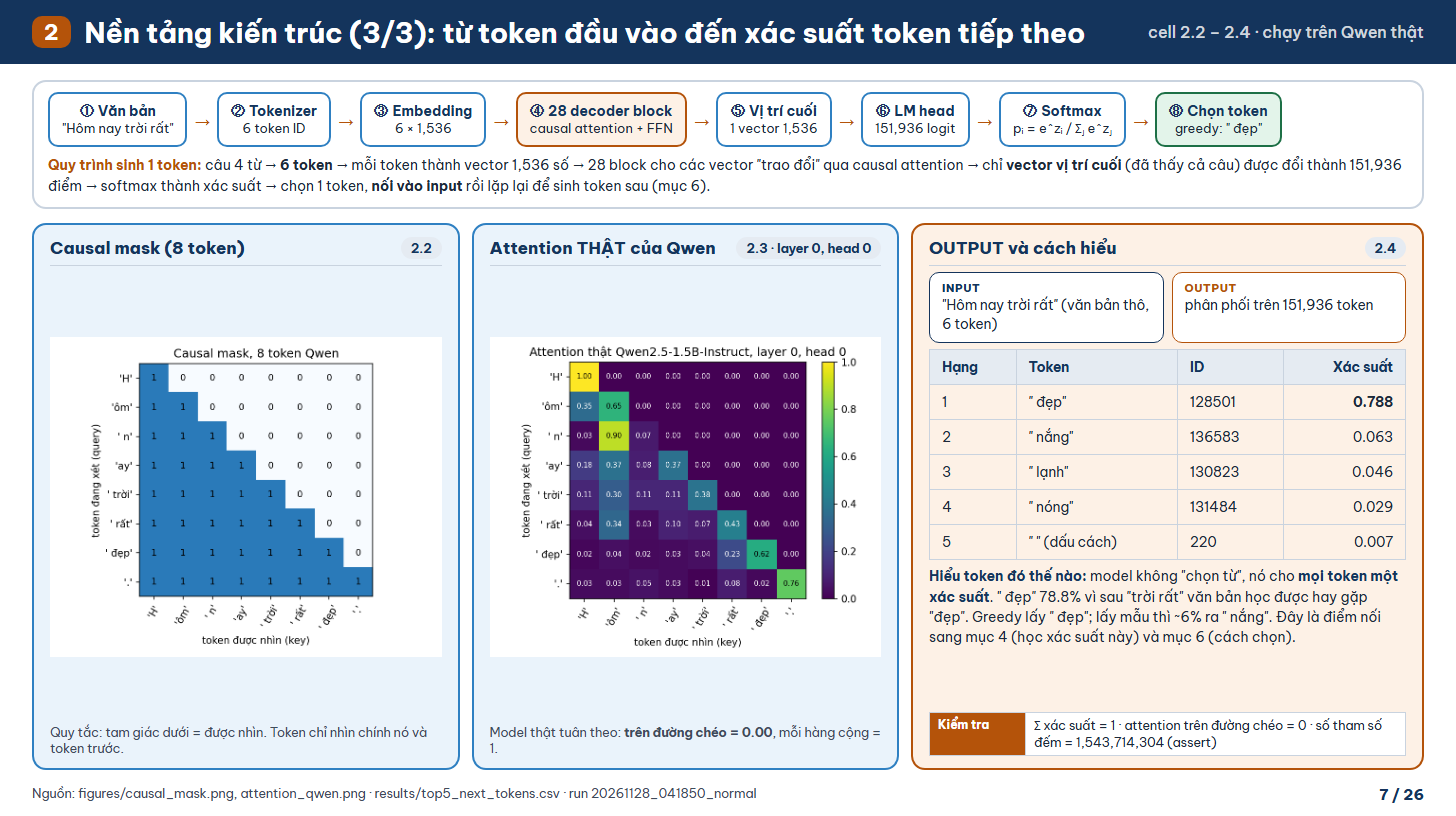 2 Nền tảng kiến trúc (3/3): từ token đầu vào đến xác suất token tiếp theo cell 2.2 – 2.4 · chạy trên Qwen thật
① Văn bản → ② Tokenizer → ③ Embedding → ④ 28 decoder block → ⑤ Vị trí cuối → ⑥ LM head → ⑦ Softmax → ⑧ Chọn token
"Hôm nay trời rất" 6 token ID 6 × 1,536 causal attention + FFN 1 vector 1,536 151,936 logit pᵢ = eˆzᵢ / Σⱼ eˆzⱼ greedy: " đẹp"
Quy trình sinh 1 token: câu 4 từ → 6 token → mỗi token thành vector 1,536 số → 28 block cho các vector "trao đổi" qua causal attention → chỉ vector vị trí cuối (đã thấy cả câu) được đổi thành 151,936
điểm → softmax thành xác suất → chọn 1 token, nối vào input rồi lặp lại để sinh token sau (mục 6).
Causal mask (8 token) 2.2
Causal mask, 8 token Qwen
token đang xét (query)
'H' 1 0 0 0 0 0 0 0
'ôm' 1 1 0 0 0 0 0 0
' n' 1 1 1 0 0 0 0 0
'ay' 1 1 1 1 0 0 0 0
' trời' 1 1 1 1 1 0 0 0
' rất' 1 1 1 1 1 1 0 0
' đẹp' 1 1 1 1 1 1 1 0
'.' 1 1 1 1 1 1 1 1
'H' 'ôm' ' n' 'ay' ' trời' ' rất' ' đẹp' '.'
token được nhìn (key)
Quy tắc: tam giác dưới = được nhìn. Token chỉ nhìn chính nó và
token trước.
Attention THẬT của Qwen 2.3 · layer 0, head 0
Attention thật Qwen2.5-1.5B-Instruct, layer 0, head 0
token đang xét (query)
'H' 1.00 0.00 0.00 0.00 0.00 0.00 0.00 0.00
'ôm' 0.35 0.65 0.00 0.00 0.00 0.00 0.00 0.00
' n' 0.03 0.90 0.07 0.00 0.00 0.00 0.00 0.00
'ay' 0.18 0.37 0.08 0.37 0.00 0.00 0.00 0.00
' trời' 0.11 0.30 0.11 0.11 0.38 0.00 0.00 0.00
' rất' 0.04 0.34 0.03 0.10 0.07 0.43 0.00 0.00
' đẹp' 0.02 0.04 0.02 0.03 0.04 0.23 0.62 0.00
'.' 0.03 0.03 0.05 0.03 0.01 0.08 0.02 0.76
'H' 'ôm' ' n' 'ay' ' trời' ' rất' ' đẹp' '.'
token được nhìn (key)
1.0
0.8
0.6
0.4
0.2
0.0
Model thật tuân theo: trên đường chéo = 0.00, mỗi hàng cộng =
1.
OUTPUT và cách hiểu 2.4
INPUT
"Hôm nay trời rất" (văn bản thô,
6 token)
OUTPUT
phân phối trên 151,936 token
Hạng Token ID Xác suất
1 " đẹp" 128501 0.788
2 " nắng" 136583 0.063
3 " lạnh" 130823 0.046
4 " nóng" 131484 0.029
5 " " (dấu cách) 220 0.007
Hiểu token đó thế nào: model không "chọn từ", nó cho mọi token một
xác suất. " đẹp" 78.8% vì sau "trời rất" văn bản học được hay gặp
"đẹp". Greedy lấy " đẹp"; lấy mẫu thì ~6% ra " nắng". Đây là điểm nối
sang mục 4 (học xác suất này) và mục 6 (cách chọn).
Kiểm tra
Σ xác suất = 1 · attention trên đường chéo = 0 · số tham số
đếm = 1,543,714,304 (assert)
Nguồn: figures/causal_mask.png, attention_qwen.png · results/top5_next_tokens.csv · run 20261128_041850_normal
7 / 26